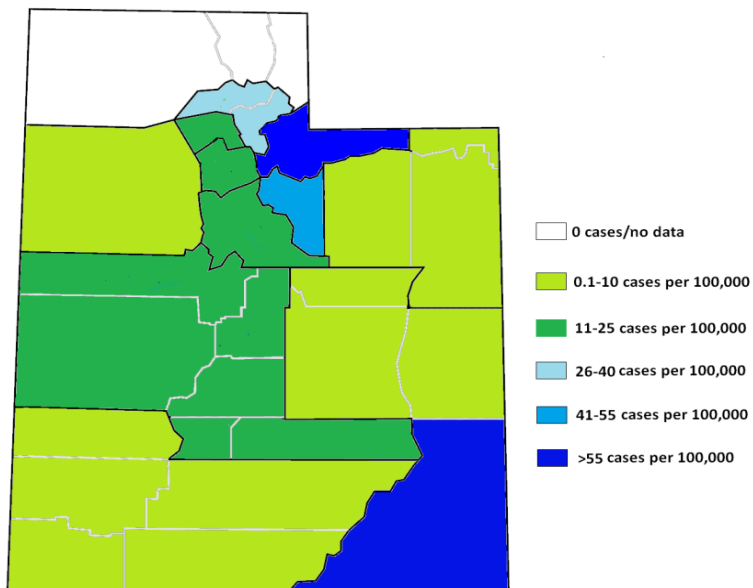 0 cases/no data
0.1-10 cases per 100,000
11-25 cases per 100,000
26-40 cases per 100,000
41-55 cases per 100,000
>55 cases per 100,000